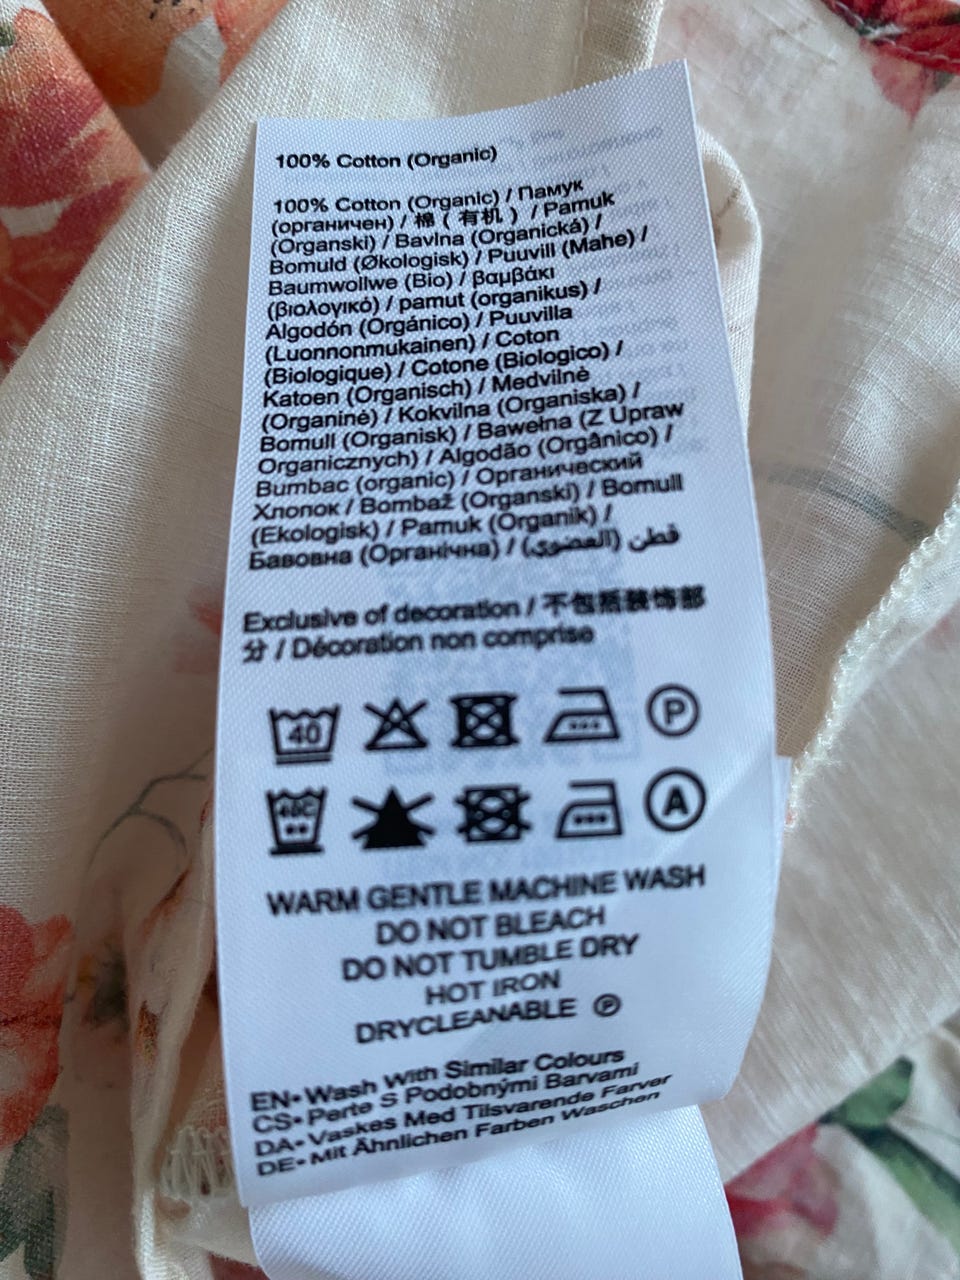 100% Cotton (Organic)
100% Cotton (Organic) / Памук
(органичен) / 棉 ( 有机 ) / Pamuk
(Organski) / Bavlna (Organická) /
Bomuld (Økologisk) / Puuvill (Mahe) /
Baumwollwe (Bio) / βαμβάκι
(βιολογικό) / pamut (organikus) /
Algodón (Orgánico) / Puuvilla
(Luonnonmukainen) / Coton
(Biologique) / Cotone (Biologico) /
Katoen (Organisch) / Medvilnė
(Organinė) / Kokvilna (Organiska) /
Bomull (Organisk) / Bawełna (Z Upraw
Organicznych) / Algodão (Orgânico) /
Bumbac (organic) / Органический
Хлопок / Bombaž (Organski) / Bomull
(Ekologisk) / Pamuk (Organik) /
Бавовна (Органічна) / قطن (العضوي)
Exclusive of decoration / 不包括装饰部
分 / Décoration non comprise
40
P
40C
A
WARM GENTLE MACHINE WASH
DO NOT BLEACH
DO NOT TUMBLE DRY
HOT IRON
DRYCLEANABLE Ⓟ
EN• Wash With Similar Colours
CS• Perte S Podobnými Barvami
DA• Vaskes Med Tilsvarende Farver
DE• Mit Ähnlichen Farben Waschen